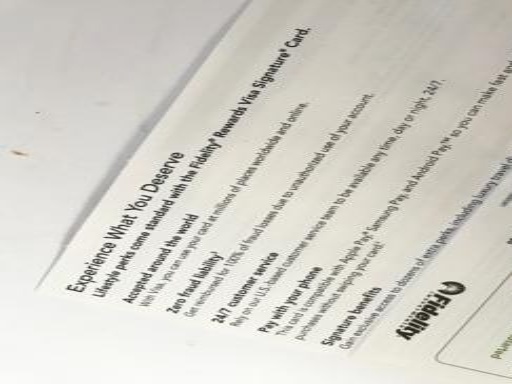 Experience What You Deserve
Lifestyle perks come standard with the Fidelity® Rewards Visa Signature® Card.
Accepted around the world
With Visa, you can use your card at millions of places worldwide and online.
Zero fraud liability¹
Get reimbursed for 100% of fraud losses due to unauthorized use of your account.
24/7 customer service
Rely on our U.S.-based customer service team to be available any time, day or night, 24/7.
Pay with your phone
This card is compatible with Apple Pay® Samsung Pay, and Android Pay,™ so you can make fast and
purchases without swiping your card.
Signature benefits
Gain exclusive access to dozens of extra perks, including luxury travel
Fidelity